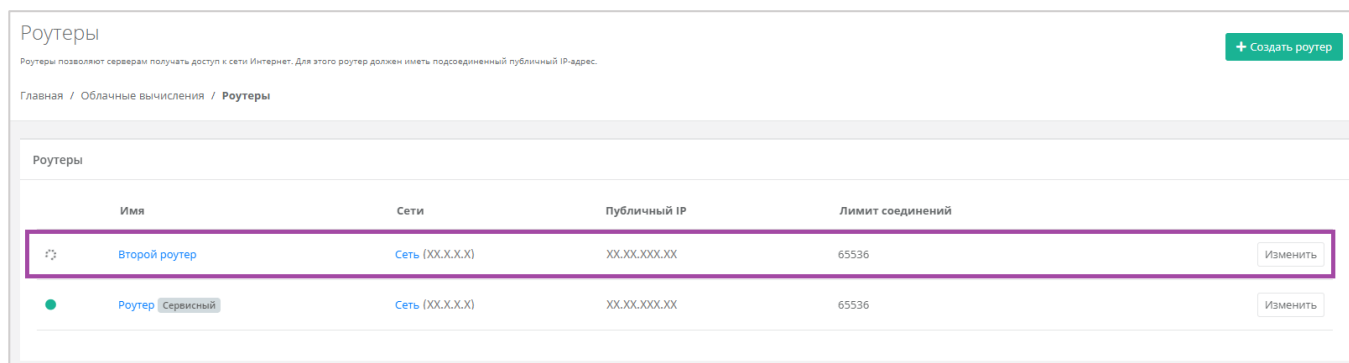 Роутеры
+ Создать роутер
Роутеры позволяют серверам получать доступ к сети Интернет. Для этого роутер должен иметь подсоединенный публичный IP-адрес.
Главная / Облачные вычисления / Роутеры
Роутеры
Имя Сети Публичный IP Лимит соединений
Второй роутер Сеть (XX.X.X.X) XX.XX.XXX.XX 65536 Изменить
Роутер Сервисный Сеть (XX.X.X.X) XX.XX.XXX.XX 65536 Изменить